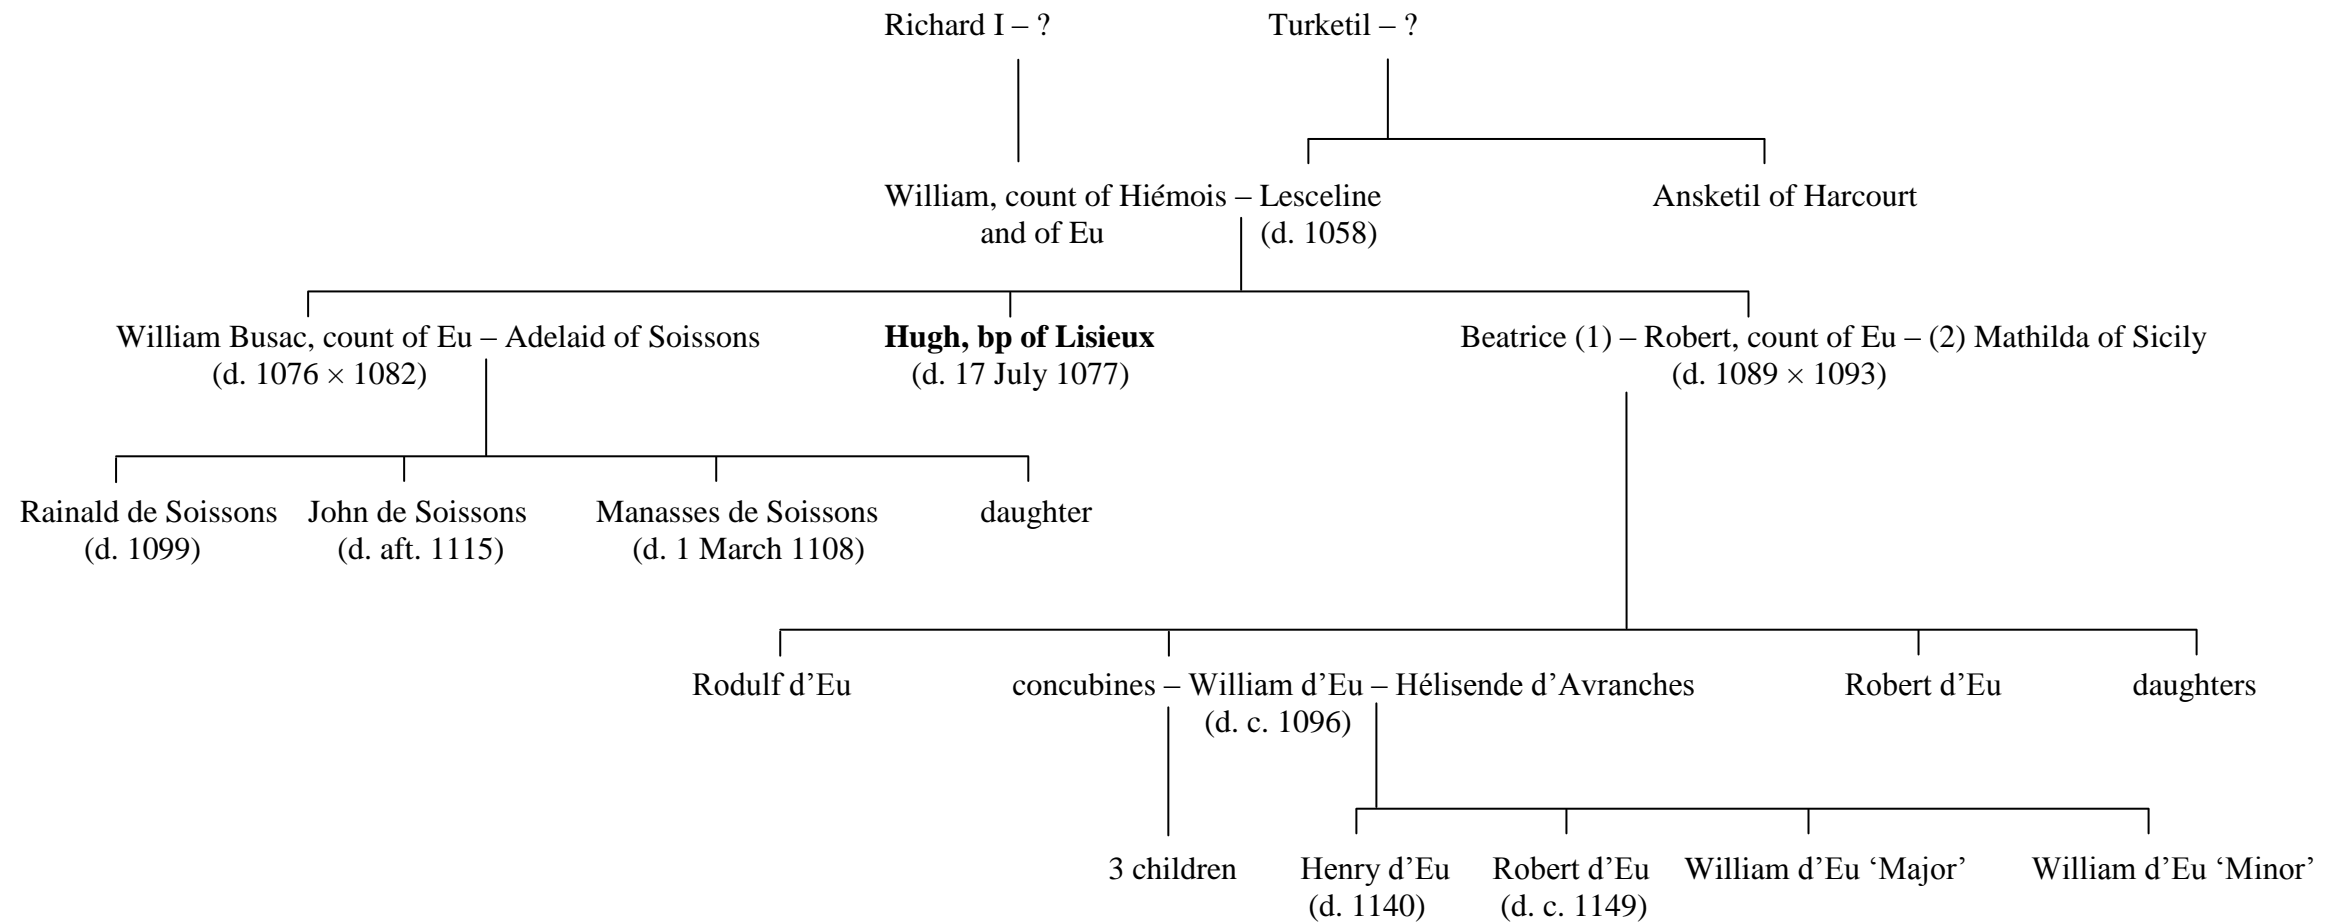 Richard I – ?
Turketil – ?
William, count of Hiémois – Lesceline
Ansketil of Harcourt
and of Eu
(d. 1058)
William Busac, count of Eu – Adelaid of Soissons
Hugh, bp of Lisieux
Beatrice (1) – Robert, count of Eu – (2) Mathilda of Sicily
(d. 1076 × 1082)
(d. 17 July 1077)
(d. 1089 × 1093)
Rainald de Soissons
John de Soissons
Manasses de Soissons
daughter
(d. 1099)
(d. aft. 1115)
(d. 1 March 1108)
Rodulf d’Eu
concubines – William d’Eu – Hélisende d’Avranches
Robert d’Eu
daughters
(d. c. 1096)
3 children
Henry d’Eu
Robert d’Eu
William d’Eu ‘Major’
William d’Eu ‘Minor’
(d. 1140)
(d. c. 1149)